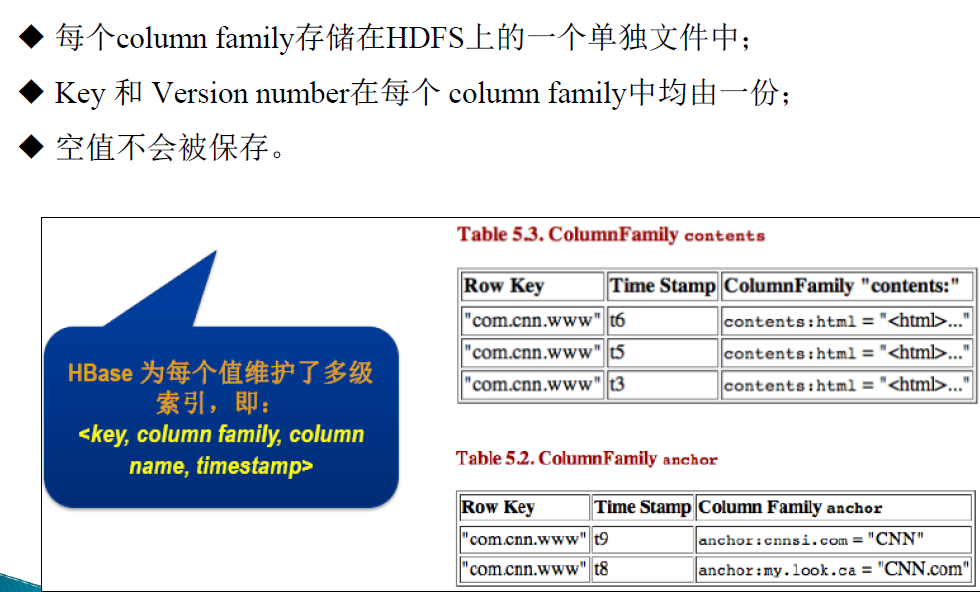 ◆ 每个column family存储在HDFS上的一个单独文件中；
◆ Key 和 Version number在每个 column family中均由一份；
◆ 空值不会被保存。
HBase 为每个值维护了多级
索引，即：
<key, column family, column
name, timestamp>
Table 5.3. ColumnFamily contents
Row Key Time Stamp ColumnFamily "contents:"
"com.cnn.www" t6 contents:html = "<html>..."
"com.cnn.www" t5 contents:html = "<html>..."
"com.cnn.www" t3 contents:html = "<html>..."
Table 5.2. ColumnFamily anchor
Row Key Time Stamp Column Family anchor
"com.cnn.www" t9 anchor:cnnsi.com = "CNN"
"com.cnn.www" t8 anchor:my.look.ca = "CNN.com"